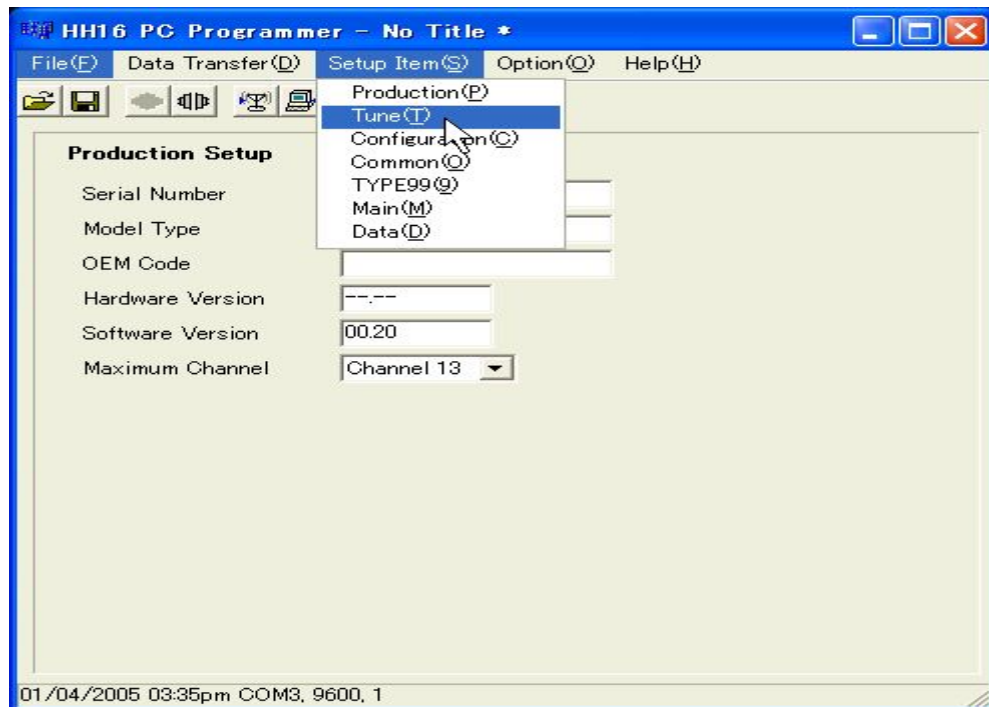 HH16 PC Programmer - No Title *
File(F) Data Transfer(D) Setup Item(S) Option(O) Help(H)
Production(P)
Tune(T)
Configuration(C)
Common(O)
TYPE99(9)
Main(M)
Data(D)
Production Setup
Serial Number
Model Type
OEM Code
Hardware Version --.--
Software Version 00.20
Maximum Channel Channel 13
01/04/2005 03:35pm COM3, 9600, 1